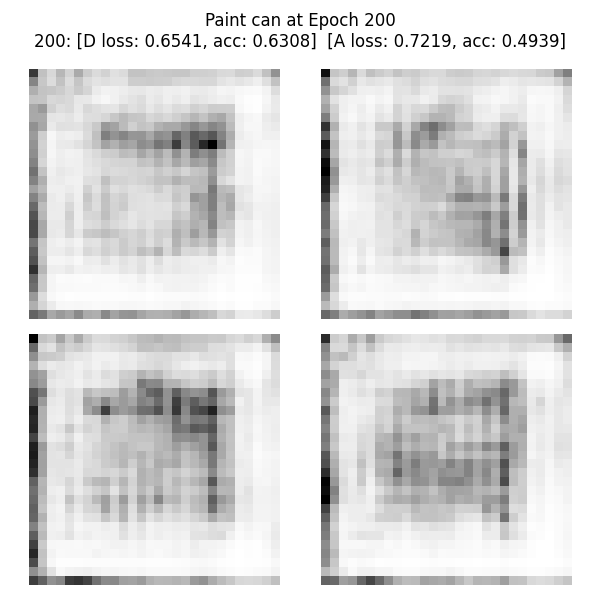 Paint can at Epoch 200
200: [D loss: 0.6541, acc: 0.6308]  [A loss: 0.7219, acc: 0.4939]